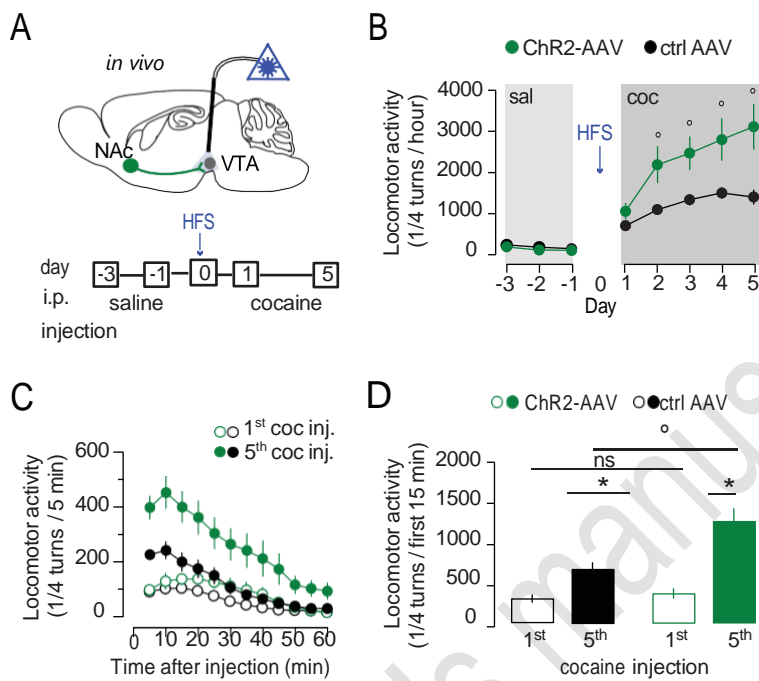 A
in vivo
NAc
VTA
HFS
day
-3
-1
0
1
5
i.p.
saline
cocaine
injection
B
ChR2-AAV
ctrl AAV
Locomotor activity
(1/4 turns / hour)
4000
3000
2000
1000
0
sal
HFS
coc
-3
-2
-1
0
1
2
3
4
5
Day
C
1st coc inj.
5th coc inj.
Locomotor activity
(1/4 turns / 5 min)
600
400
200
0
0
10
20
30
40
50
60
Time after injection (min)
D
ChR2-AAV
ctrl AAV
Locomotor activity
(1/4 turns / first 15 min)
2000
1500
1000
500
0
ns
*
*
1st
5th
1st
5th
cocaine injection
manus